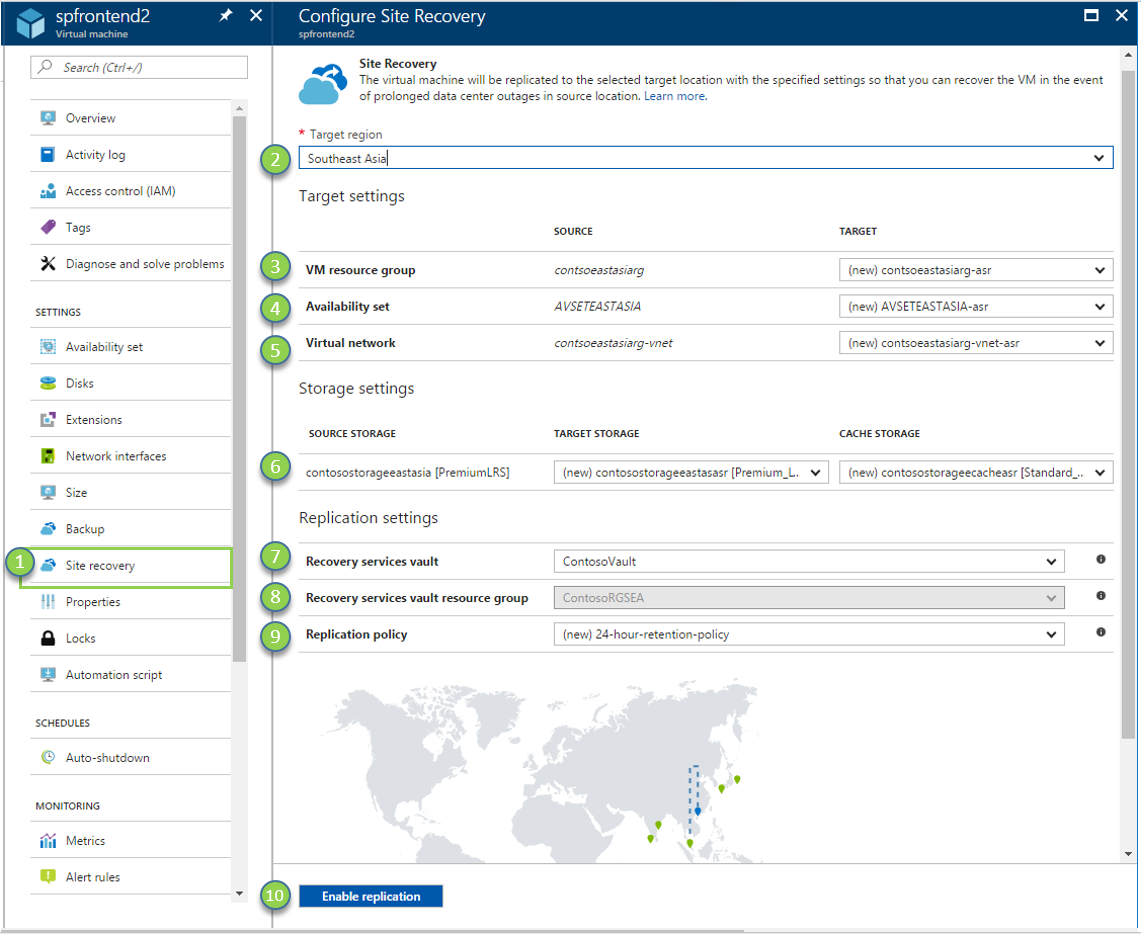 spfrontend2
Virtual machine
Search (Ctrl+/)
Overview
Activity log
Access control (IAM)
Tags
Diagnose and solve problems
SETTINGS
Availability set
Disks
Extensions
Network interfaces
Size
Backup
1 Site recovery
Properties
Locks
Automation script
SCHEDULES
Auto-shutdown
MONITORING
Metrics
Alert rules
Configure Site Recovery
spfrontend2
Site Recovery
The virtual machine will be replicated to the selected target location with the specified settings so that you can recover the VM in the event
of prolonged data center outages in source location. Learn more.
* Target region
2 Southeast Asia
Target settings
SOURCE TARGET
3 VM resource group contsoeastasiarg (new) contsoeastasiarg-asr
4 Availability set AVSETEASTASIA (new) AVSETEASTASIA-asr
5 Virtual network contsoeastasiarg-vnet (new) contsoeastasiarg-vnet-asr
Storage settings
SOURCE STORAGE TARGET STORAGE CACHE STORAGE
6 contosostorageeastasia [PremiumLRS] (new) contosostorageeastasasr [Premium_L.. (new) contosostorageecacheasr [Standard_..
Replication settings
7 Recovery services vault ContosoVault
8 Recovery services vault resource group ContosoRGSEA
9 Replication policy (new) 24-hour-retention-policy
10 Enable replication